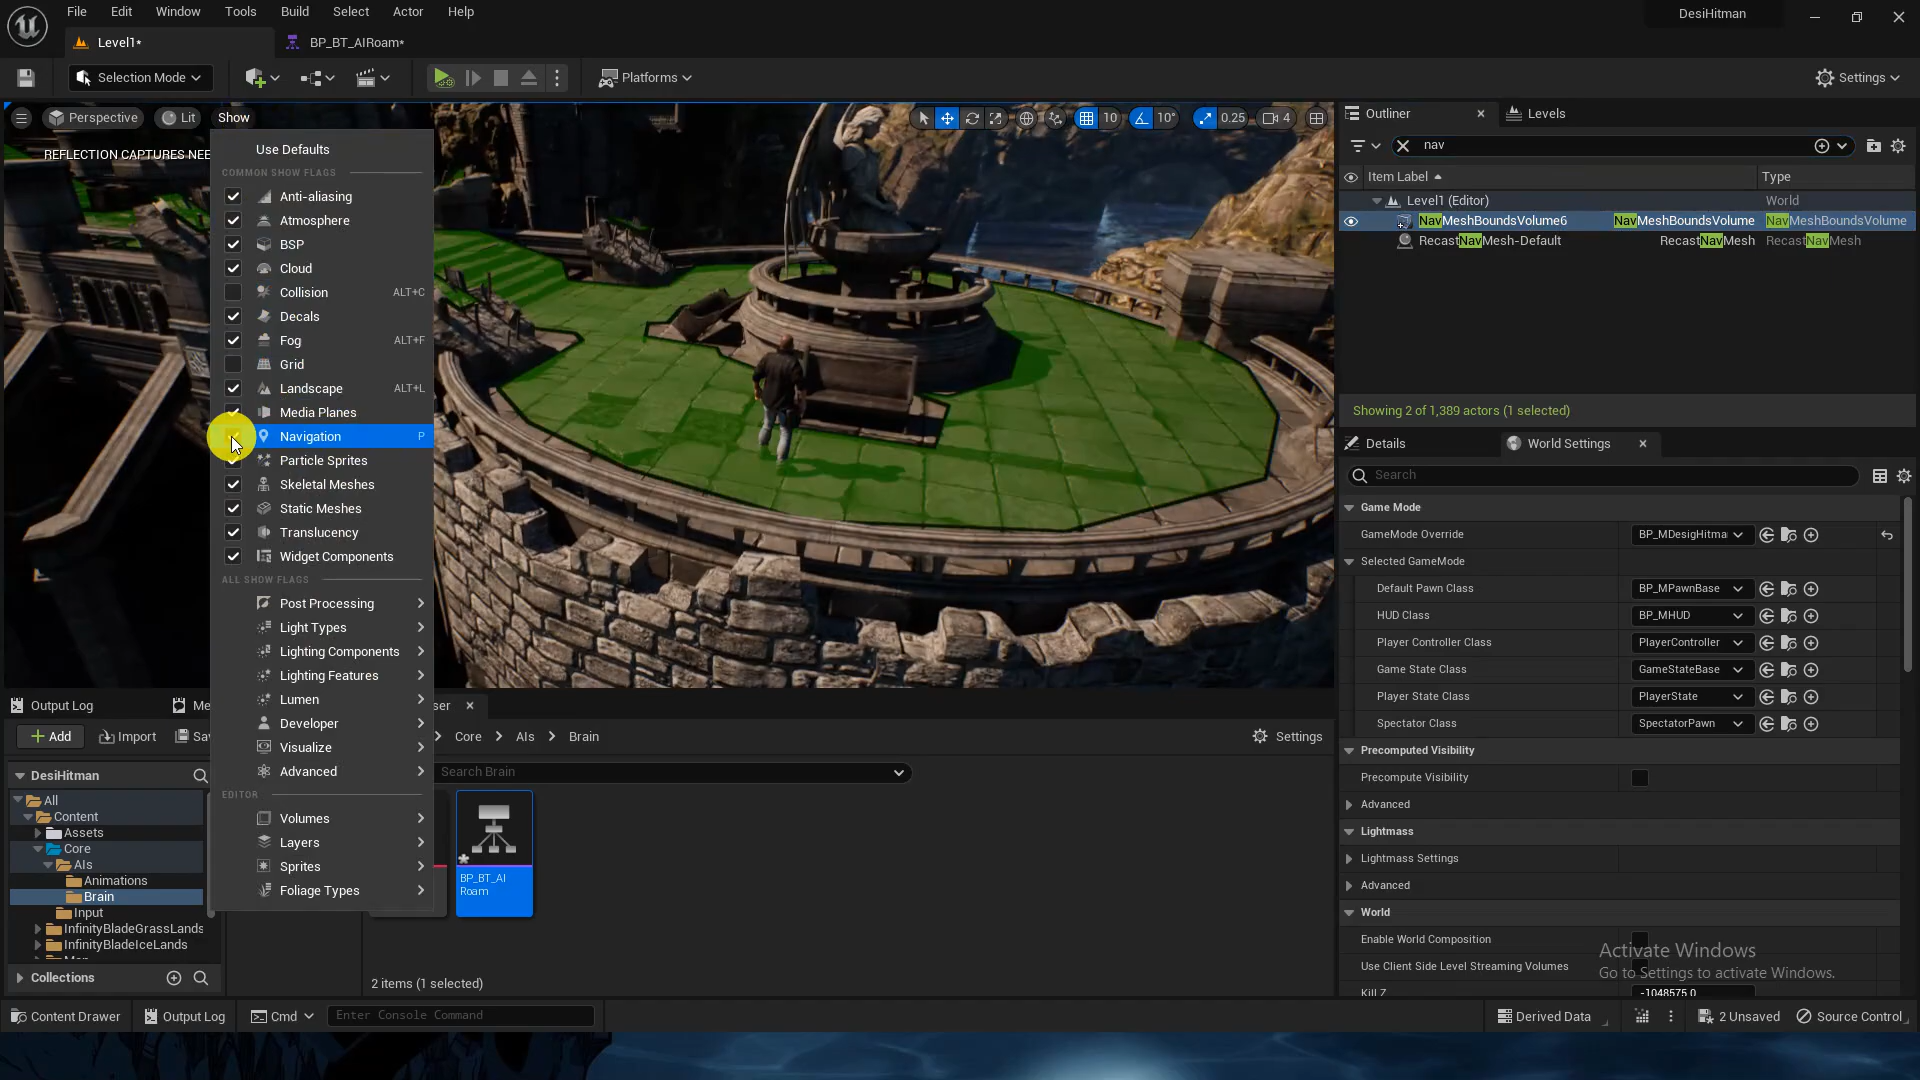 File Edit Window Tools Build Select Actor Help
DesiHitman
Level1*
BP_BT_AIRoam*
Selection Mode
Platforms
Settings
Perspective
Lit
Show
10
10°
0.25
4
REFLECTION CAPTURES NEE
Use Defaults
COMMON SHOW FLAGS
Anti-aliasing
Atmosphere
BSP
Cloud
Collision ALT+C
Decals
Fog ALT+F
Grid
Landscape ALT+L
Media Planes
Navigation P
Particle Sprites
Skeletal Meshes
Static Meshes
Translucency
Widget Components
ALL SHOW FLAGS
Post Processing
Light Types
Lighting Components
Lighting Features
Lumen
Developer
Visualize
Advanced
EDITOR
Volumes
Layers
Sprites
Foliage Types
Outliner
Levels
nav
Item Label
Type
Level1 (Editor) World
NavMeshBoundsVolume6 NavMeshBoundsVolume NavMeshBoundsVolume
RecastNavMesh-Default RecastNavMesh RecastNavMesh
Showing 2 of 1,389 actors (1 selected)
Details
World Settings
Search
Game Mode
GameMode Override BP_MDesigHitma
Selected GameMode
Default Pawn Class BP_MPawnBase
HUD Class BP_MHUD
Player Controller Class PlayerController
Game State Class GameStateBase
Player State Class PlayerState
Spectator Class SpectatorPawn
Precomputed Visibility
Precompute Visibility
Advanced
Lightmass
Lightmass Settings
Advanced
World
Enable World Composition
Use Client Side Level Streaming Volumes
Kill Z -1048575.0
Activate Windows
Go to Settings to activate Windows.
Output Log
Me
ser
Add
Import
Sav
Core
AIs
Brain
Settings
DesiHitman
Search Brain
All
Content
Assets
Core
AIs
Animations
Brain
Input
InfinityBladeGrassLands
InfinityBladeIceLands
Collections
BP_BT_AI
Roam
2 items (1 selected)
Content Drawer
Output Log
Cmd
Enter Console Command
Derived Data
2 Unsaved
Source Control